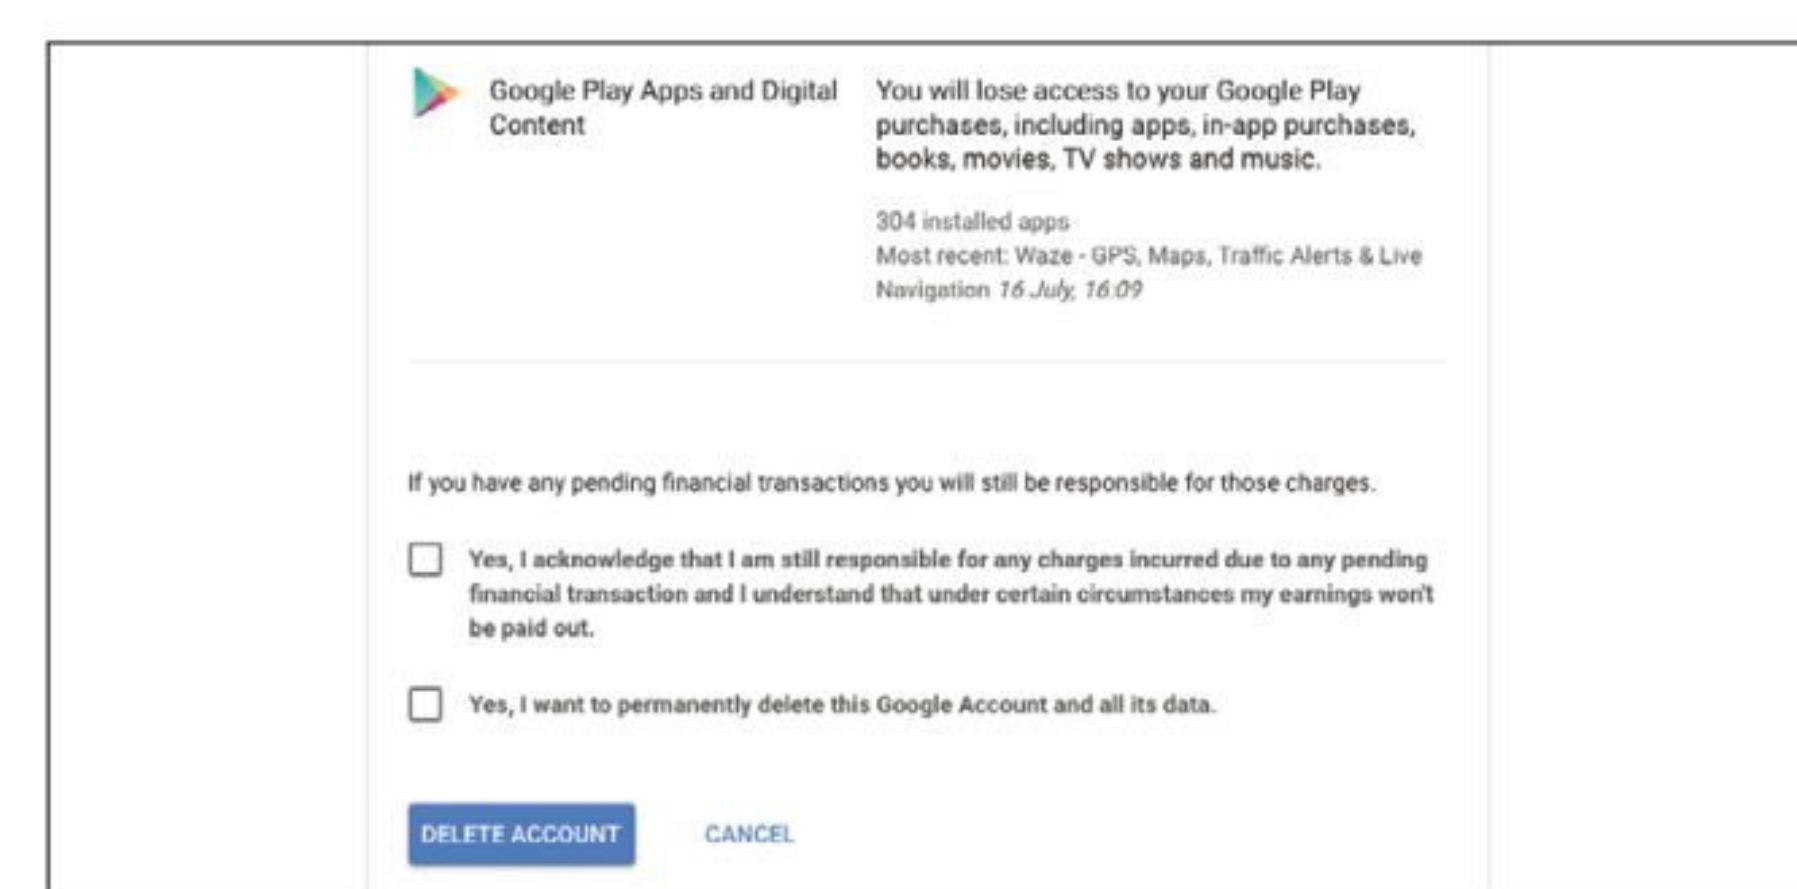 Google Play Apps and Digital
Content
You will lose access to your Google Play
purchases, including apps, in-app purchases,
books, movies, TV shows and music.
304 installed apps
Most recent: Waze - GPS, Maps, Traffic Alerts & Live
Navigation 16 July, 16:09
If you have any pending financial transactions you will still be responsible for those charges.
Yes, I acknowledge that I am still responsible for any charges incurred due to any pending
financial transaction and I understand that under certain circumstances my earnings won't
be paid out.
Yes, I want to permanently delete this Google Account and all its data.
DELETE ACCOUNT
CANCEL